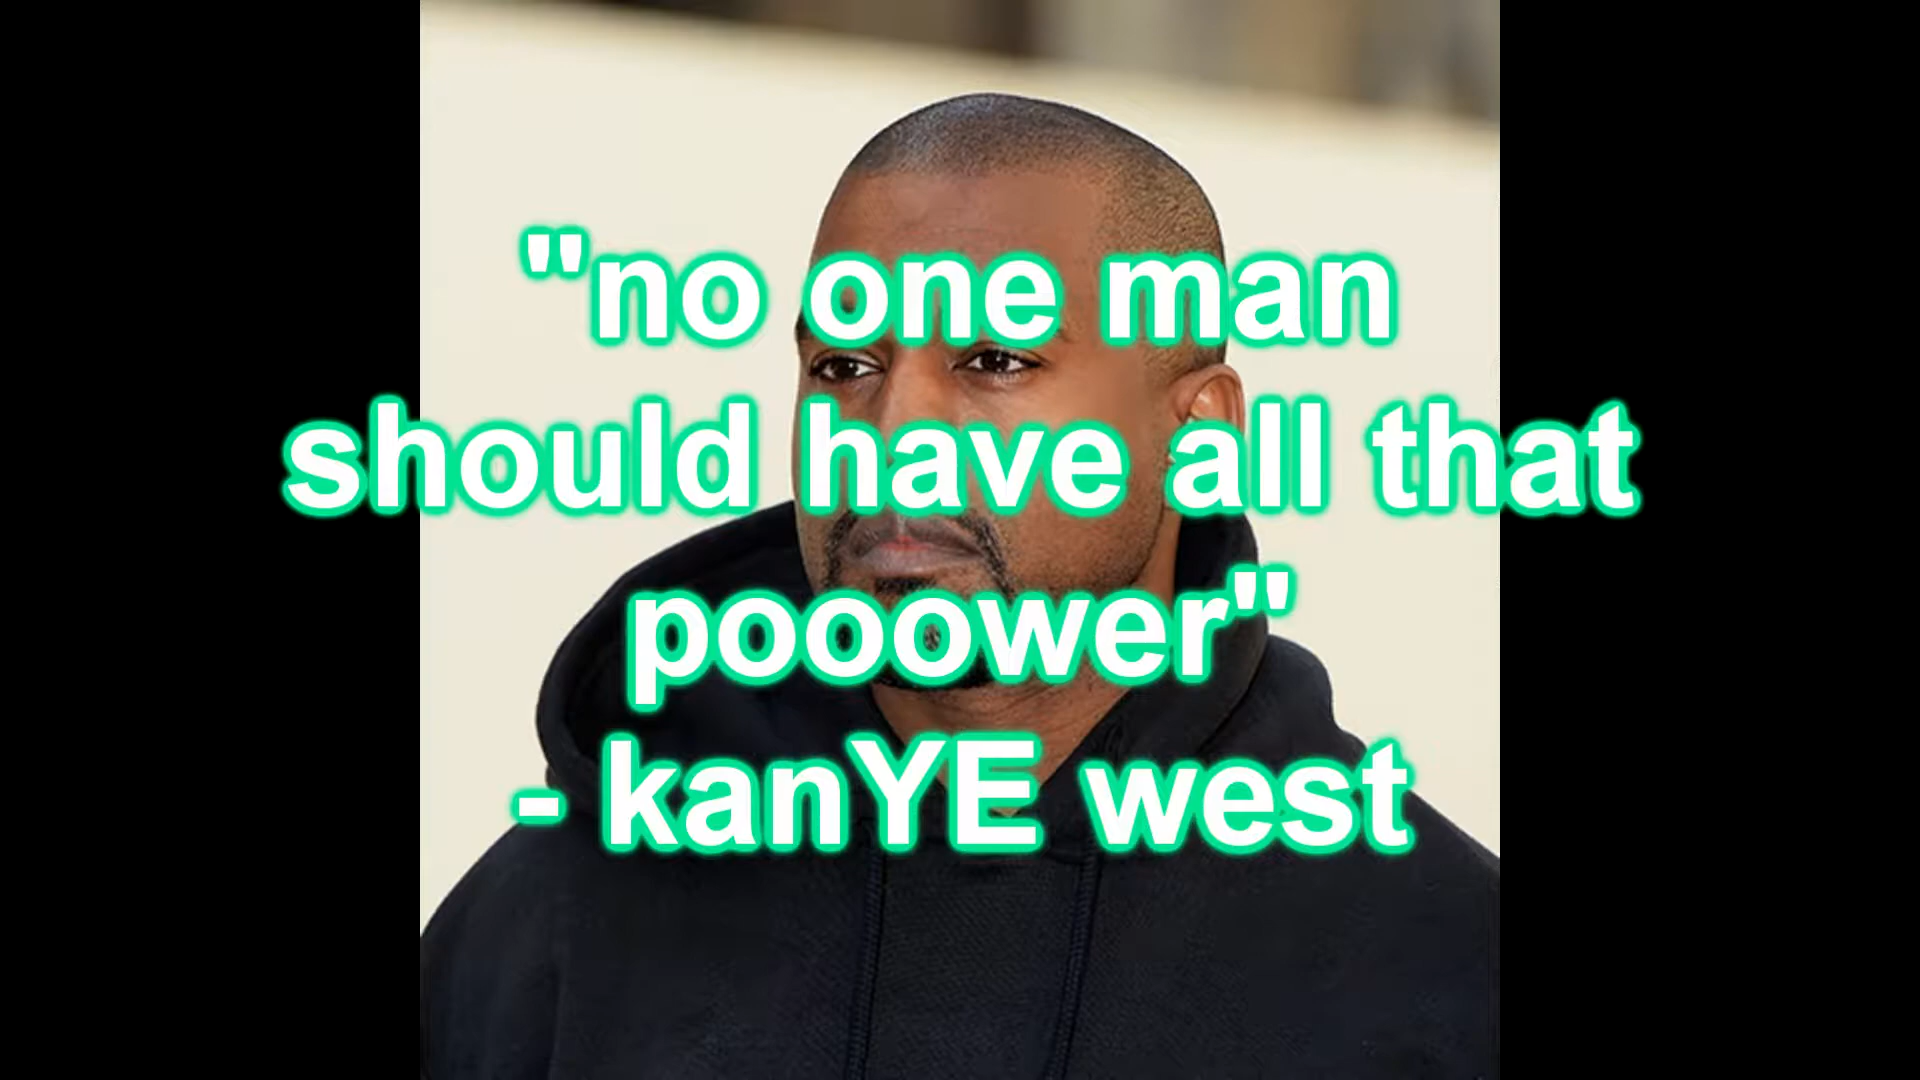 "no one man
should have all that
pooower"
- kanYE west